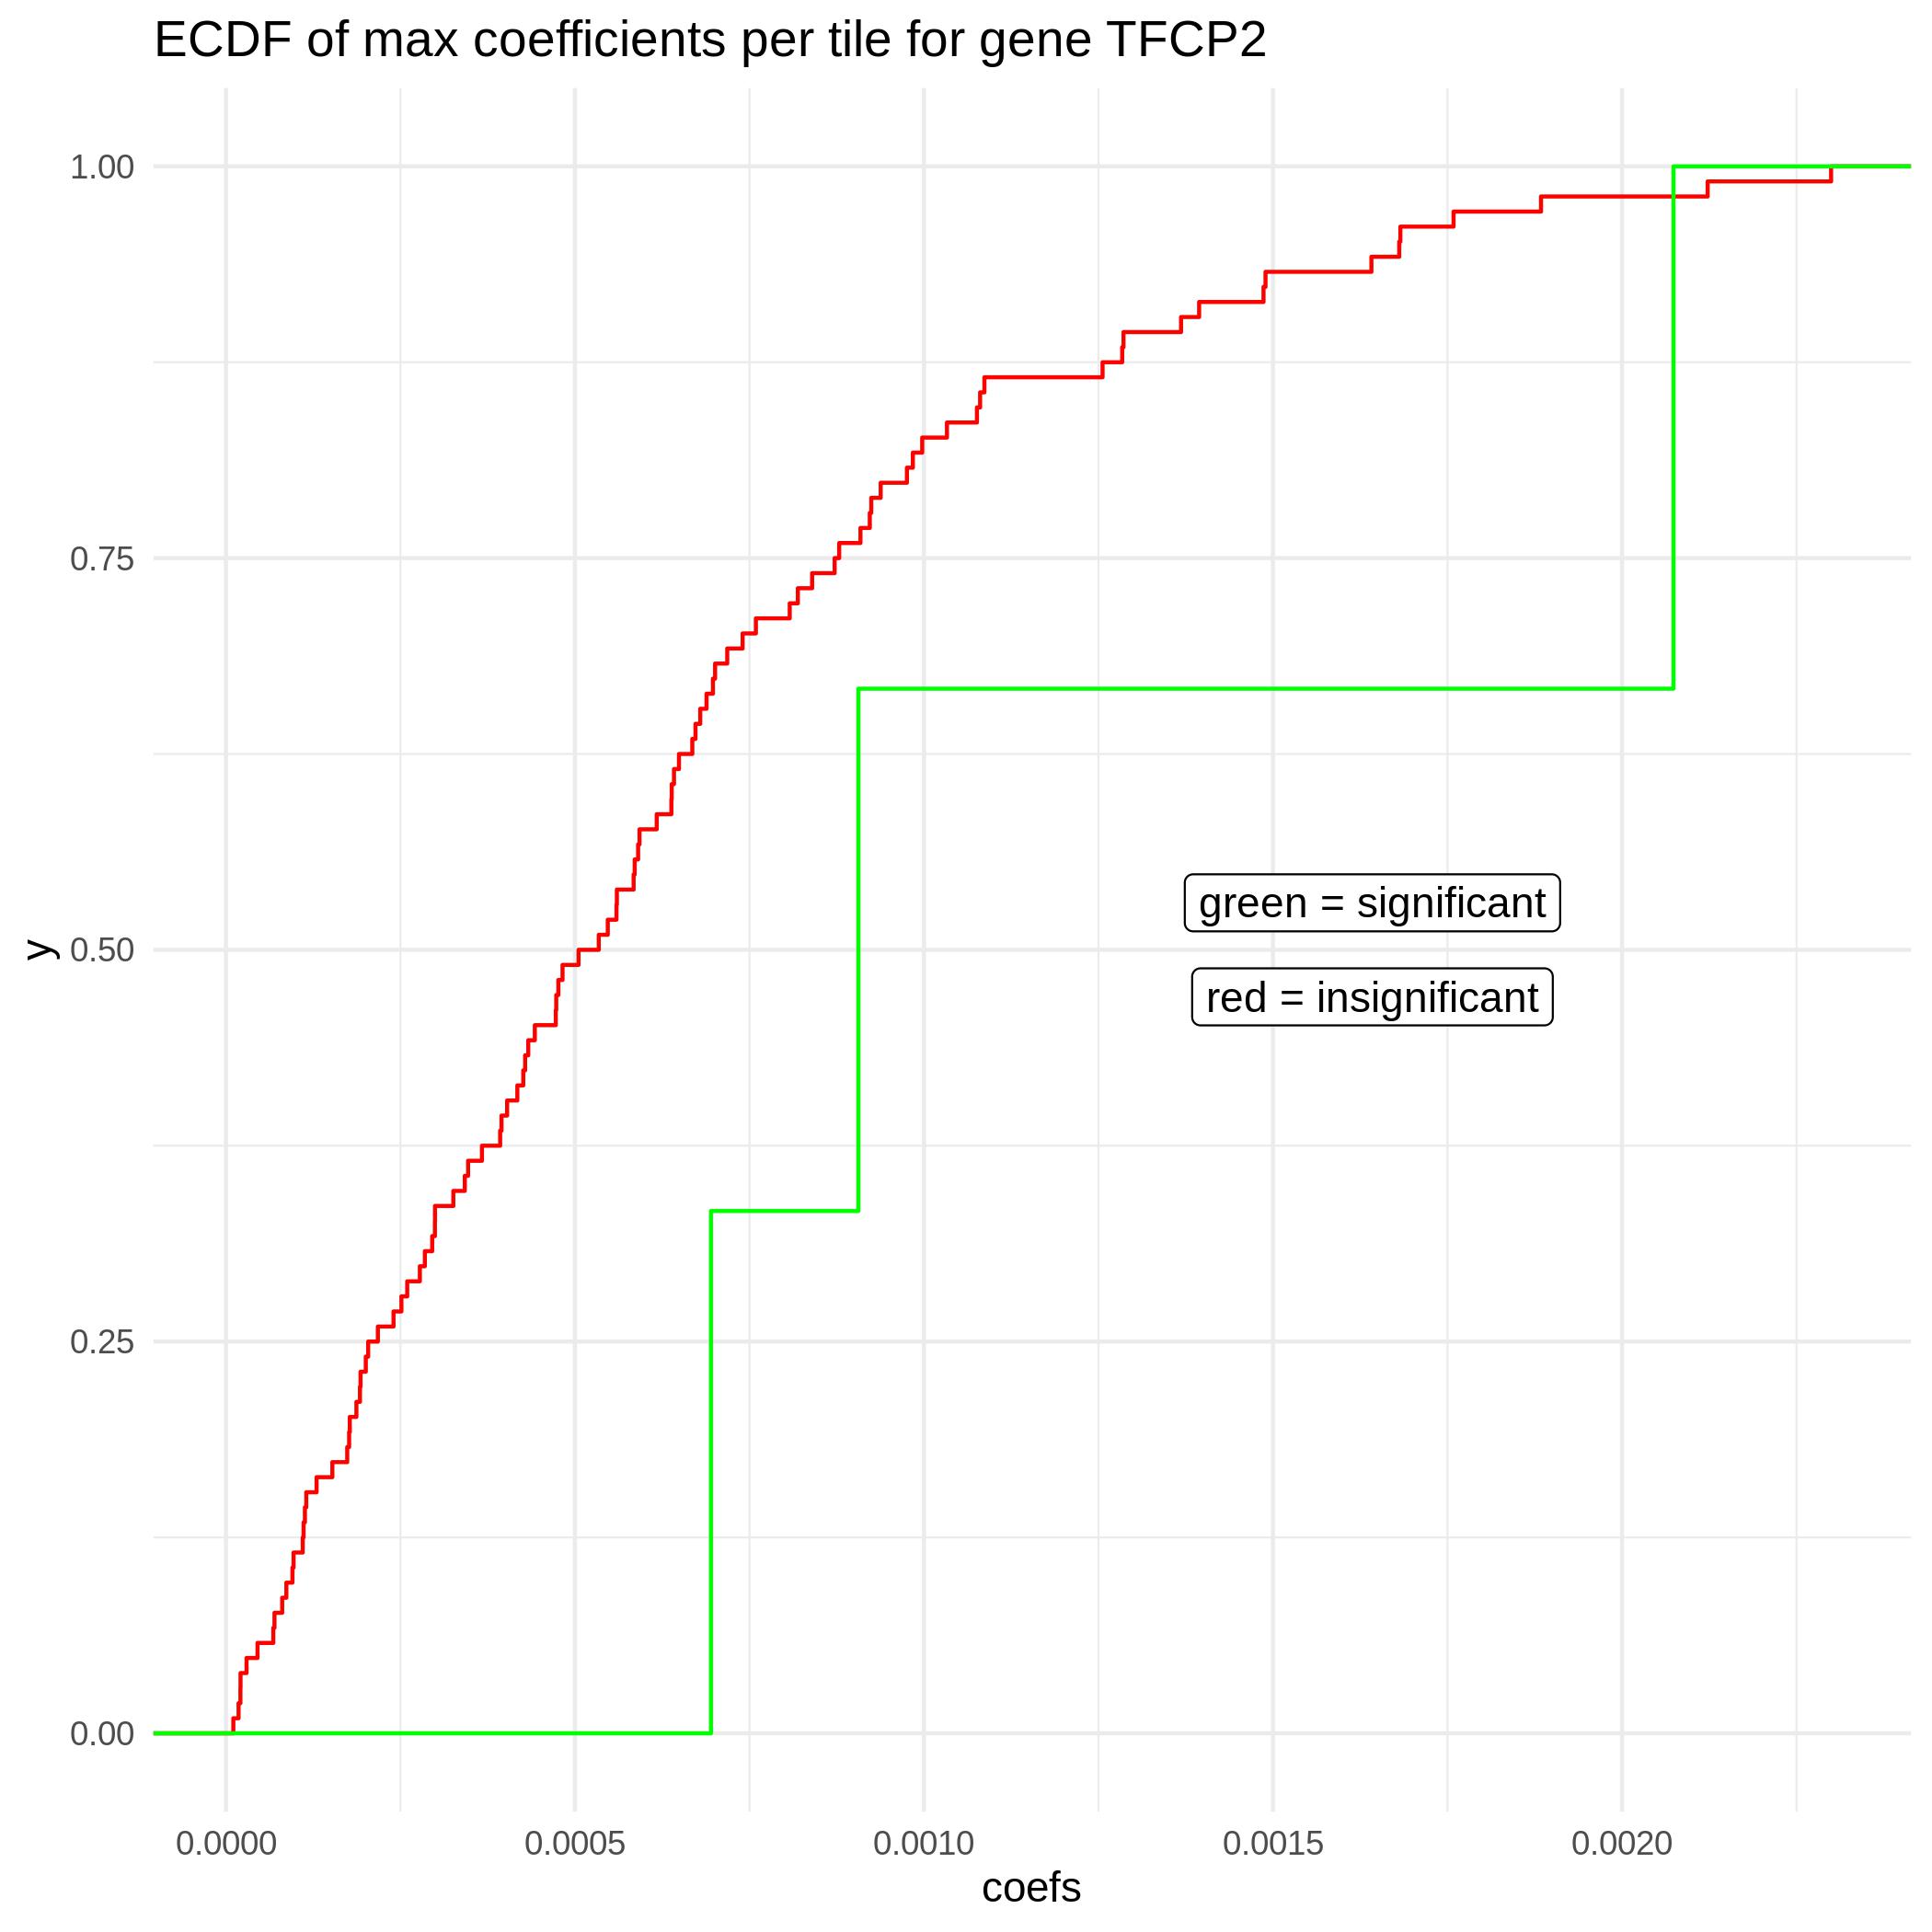 ECDF of max coefficients per tile for gene TFCP2
1.00
0.75
0.50
0.25
0.00
y
green = significant
red = insignificant
0.0000 0.0005 0.0010 0.0015 0.0020
coefs